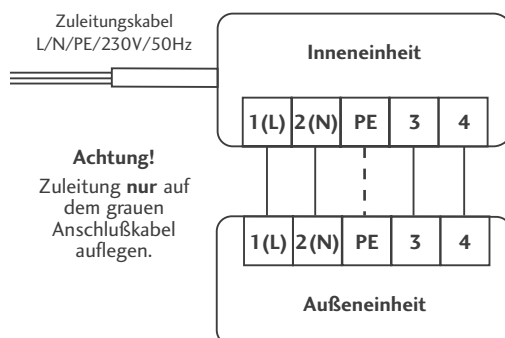 Zuleitungskabel
L/N/PE/230V/50Hz
Inneneinheit
1(L) 2(N) PE 3 4
Achtung!
Zuleitung nur auf
dem grauen
Anschlußkabel
auflegen.
1(L) 2(N) PE 3 4
Außeneinheit